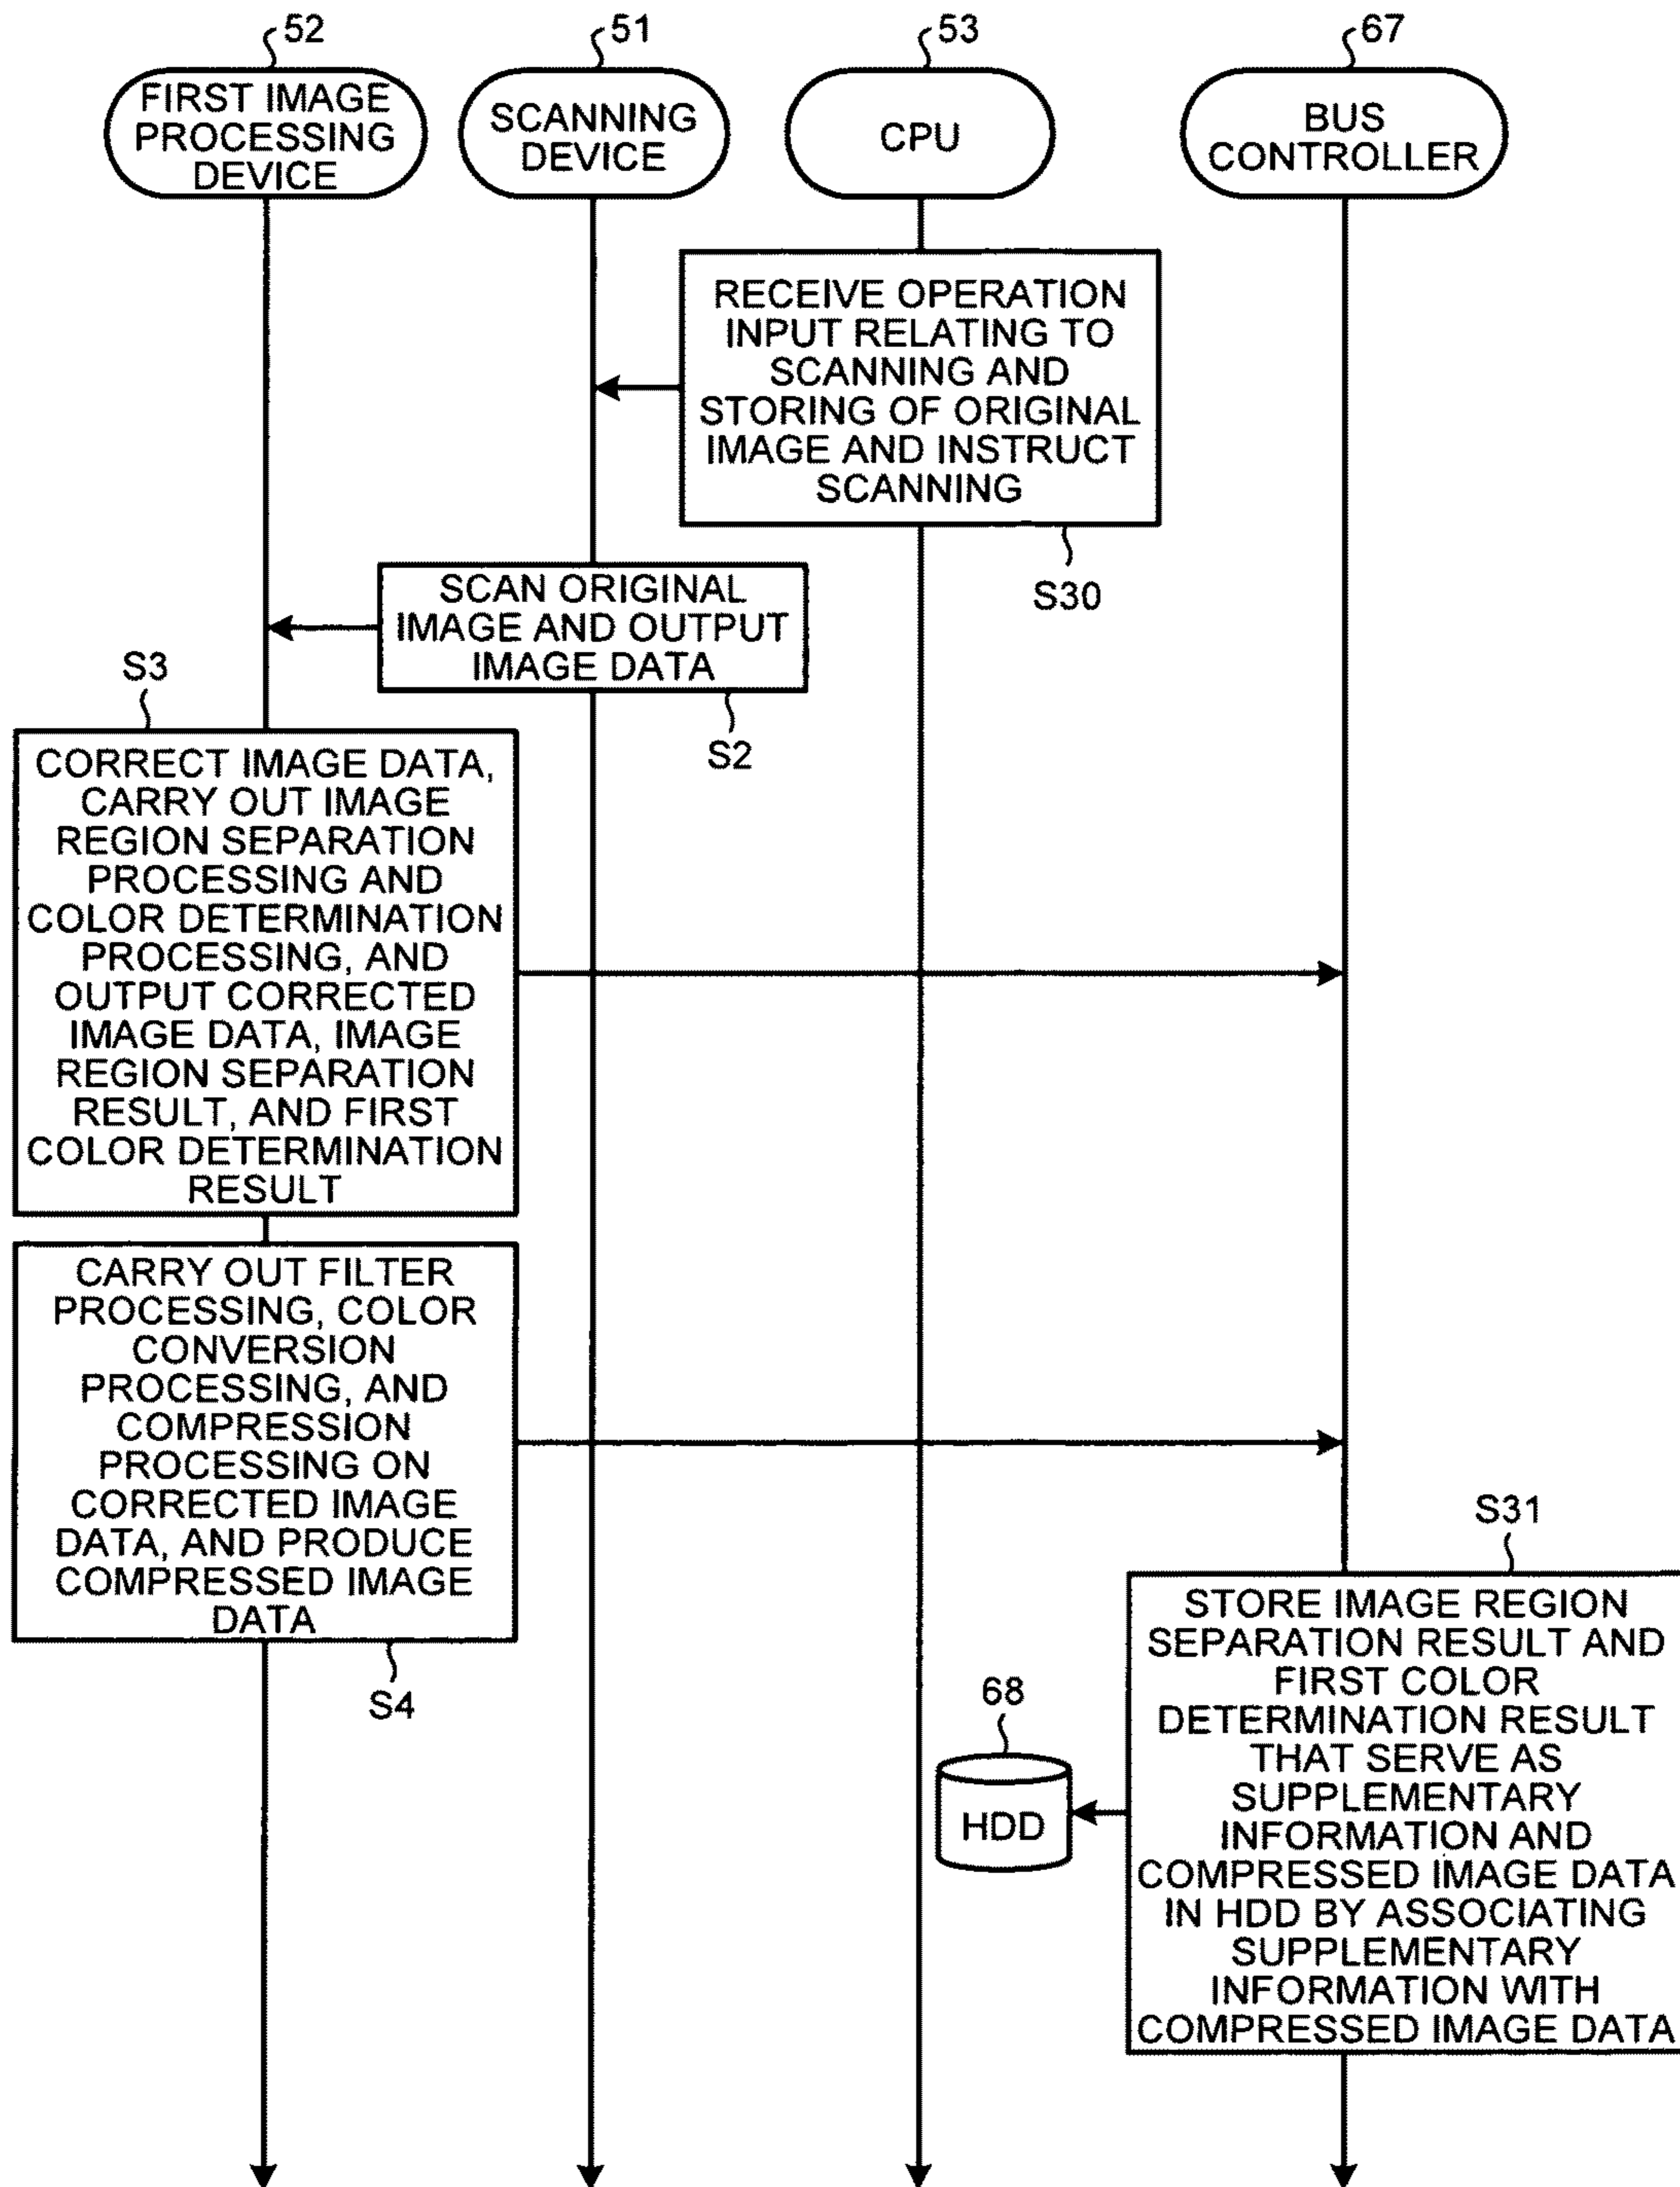 52
51
53
67
FIRST IMAGE
PROCESSING
DEVICE
SCANNING
DEVICE
CPU
BUS
CONTROLLER
RECEIVE OPERATION
INPUT RELATING TO
SCANNING AND
STORING OF ORIGINAL
IMAGE AND INSTRUCT
SCANNING
S30
SCAN ORIGINAL
IMAGE AND OUTPUT
IMAGE DATA
S2
S3
CORRECT IMAGE DATA,
CARRY OUT IMAGE
REGION SEPARATION
PROCESSING AND
COLOR DETERMINATION
PROCESSING, AND
OUTPUT CORRECTED
IMAGE DATA, IMAGE
REGION SEPARATION
RESULT, AND FIRST
COLOR DETERMINATION
RESULT
CARRY OUT FILTER
PROCESSING, COLOR
CONVERSION
PROCESSING, AND
COMPRESSION
PROCESSING ON
CORRECTED IMAGE
DATA, AND PRODUCE
COMPRESSED IMAGE
DATA
S4
S31
STORE IMAGE REGION
SEPARATION RESULT AND
FIRST COLOR
DETERMINATION RESULT
THAT SERVE AS
SUPPLEMENTARY
INFORMATION AND
COMPRESSED IMAGE DATA
IN HDD BY ASSOCIATING
SUPPLEMENTARY
INFORMATION WITH
COMPRESSED IMAGE DATA
68
HDD